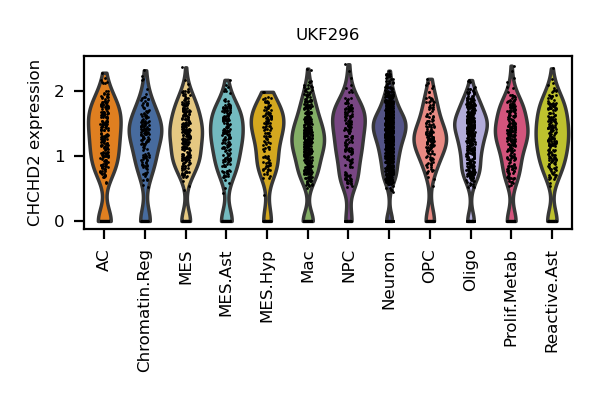 UKF296
CHCHD2 expression
2
1
0
AC
Chromatin.Reg
MES
MES.Ast
MES.Hyp
Mac
NPC
Neuron
OPC
Oligo
Prolif.Metab
Reactive.Ast